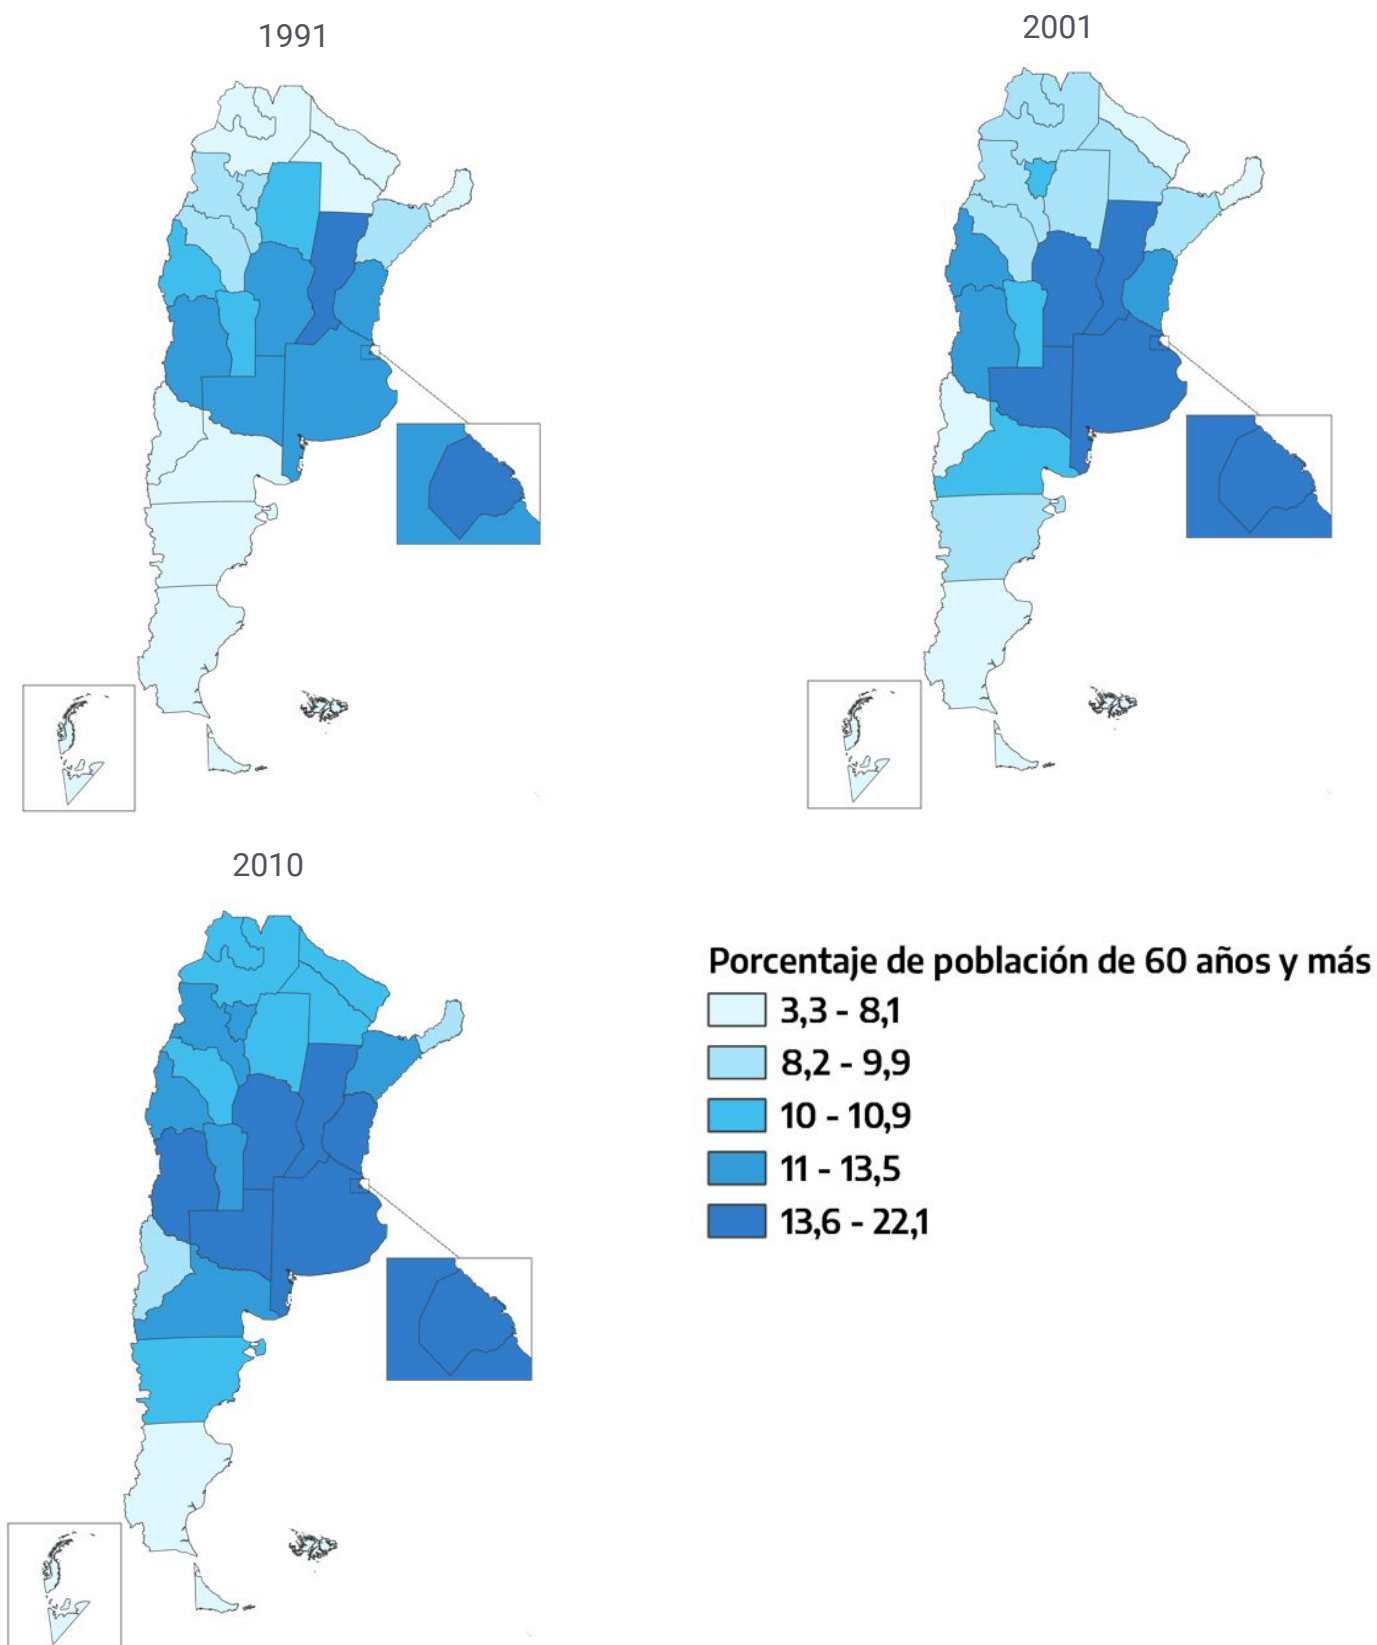 1991
2001
2010
Porcentaje de población de 60 años y más
3,3 - 8,1
8,2 - 9,9
10 - 10,9
11 - 13,5
13,6 - 22,1